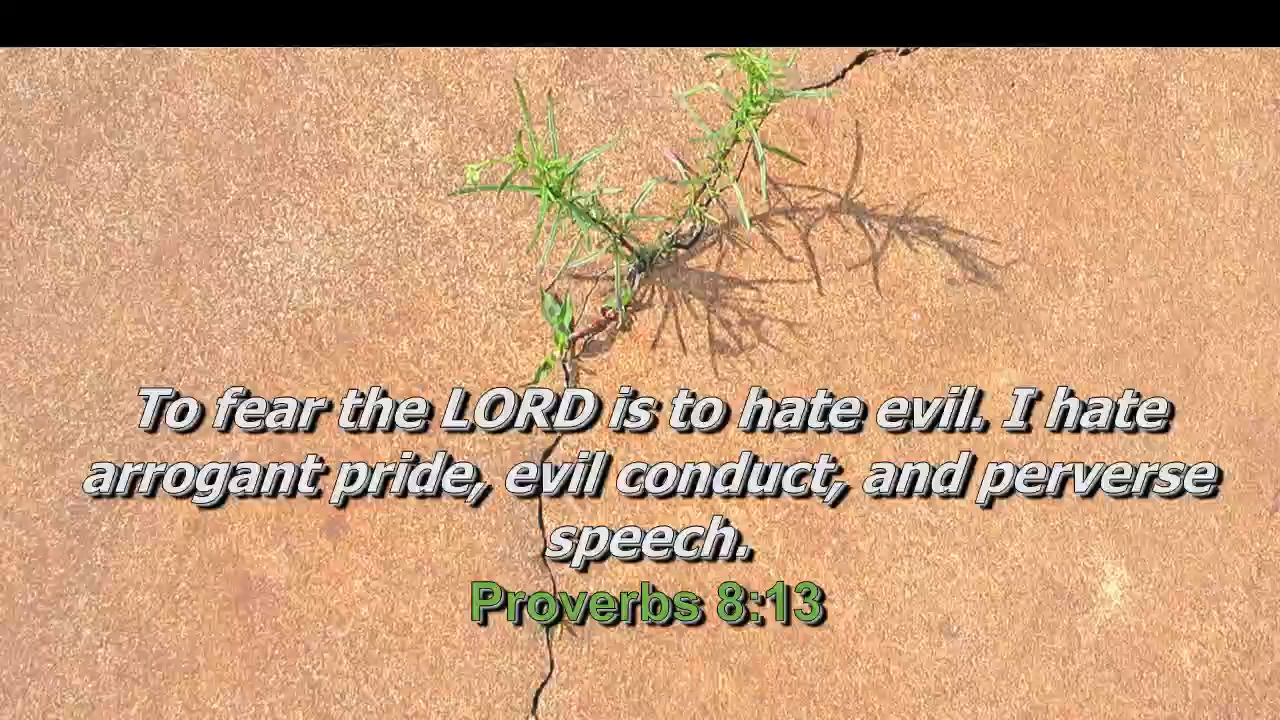 To fear the LORD is to hate evil. I hate
arrogant pride, evil conduct, and perverse
speech.
Proverbs 8:13